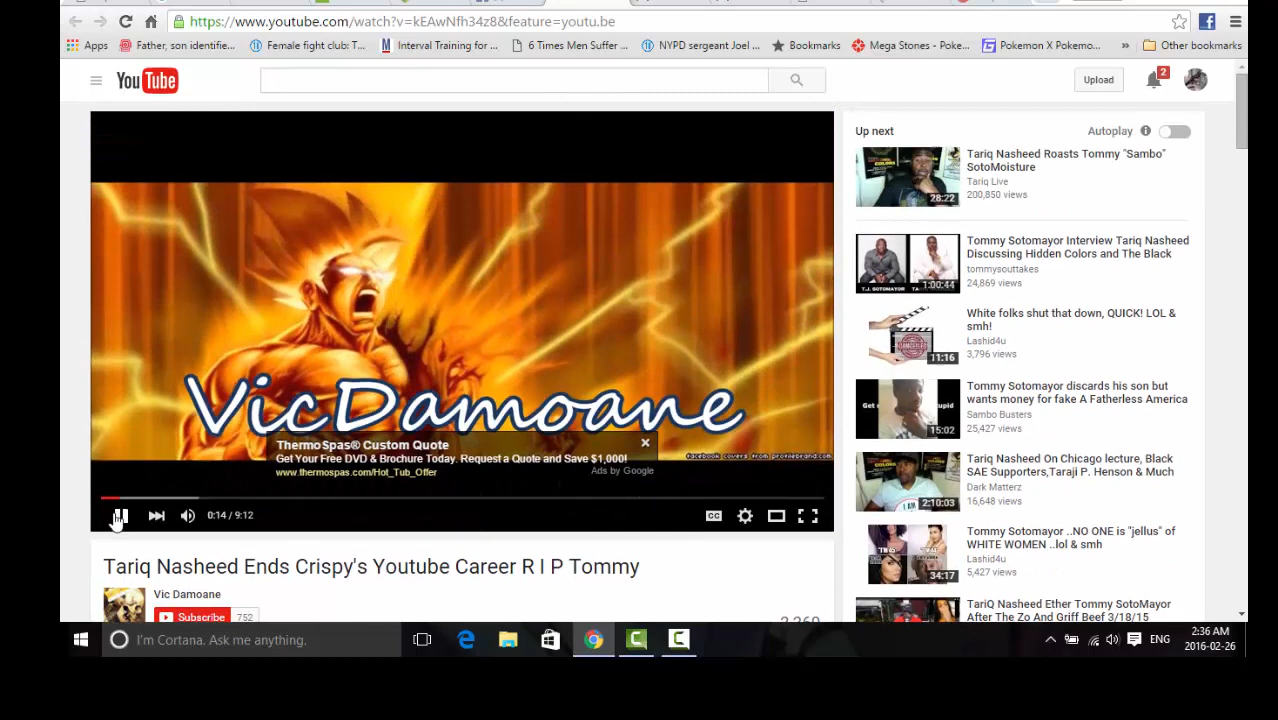 https://www.youtube.com/watch?v=kEAwNfh34z8&feature=youtu.be
Apps Father, son identifie... Female fight club: T... Interval Training for ... 6 Times Men Suffer ... NYPD sergeant Joel ... Bookmarks Mega Stones - Poke... Pokemon X Pokemo... » Other bookmarks
YouTube Upload 2
Up next Autoplay
Tariq Nasheed Roasts Tommy "Sambo"
SotoMoisture
Tariq Live
200,850 views
28:22
Tommy Sotomayor Interview Tariq Nasheed
Discussing Hidden Colors and The Black
tommysouttakes
24,869 views
1:00:44
White folks shut that down, QUICK! LOL &
smh!
Lashid4u
3,796 views
11:16
Tommy Sotomayor discards his son but
wants money for fake A Fatherless America
Sambo Busters
25,427 views
15:02
Tariq Nasheed On Chicago lecture, Black
SAE Supporters,Taraji P. Henson & Much
Dark Matterz
16,648 views
2:10:03
Tommy Sotomayor ..NO ONE is "jellus" of
WHITE WOMEN ..lol & smh
Lashid4u
5,427 views
34:17
TariQ Nasheed Ether Tommy SotoMayor
After The Zo And Griff Beef 3/18/15
VicDamoane
ThermoSpas® Custom Quote
Get Your Free DVD & Brochure Today. Request a Quote and Save $1,000!
www.thermospas.com/Hot_Tub_Offer
Ads by Google
facebook covers from profilebrand.com
0:14 / 9:12 CC
Tariq Nasheed Ends Crispy's Youtube Career R I P Tommy
Vic Damoane
Subscribe 752
I'm Cortana. Ask me anything.
ENG
2:36 AM
2016-02-26